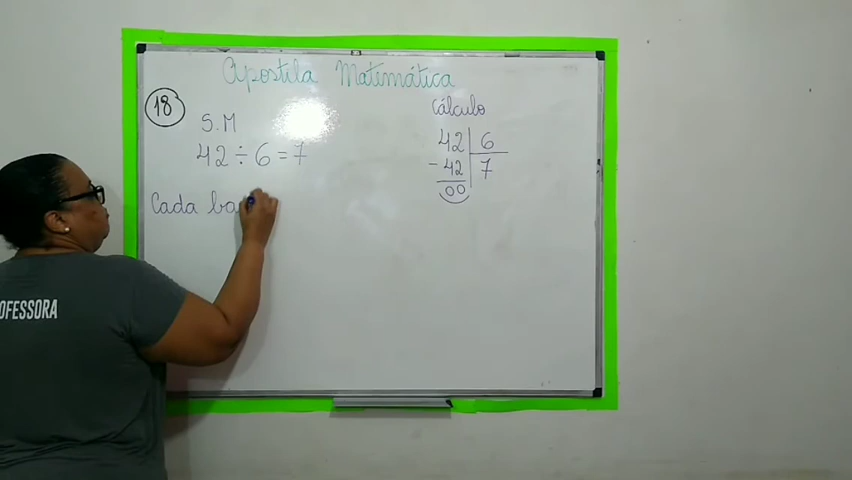 Apostila Matemática
18
S.M
42 ÷ 6 = 7
Cada ba
Cálculo
42 6
- 42 7
00
OFESSORA